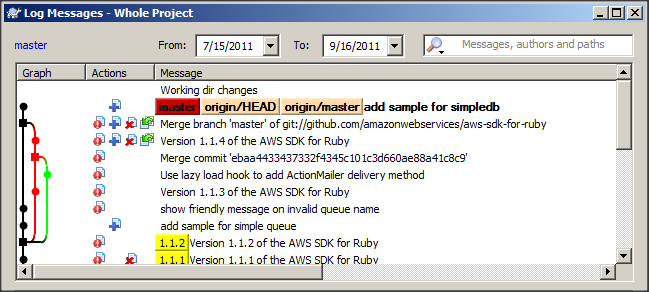 Log Messages - Whole Project
master From: 7/15/2011 To: 9/16/2011 Messages, authors and paths
Graph Actions Message
Working dir changes
master origin/HEAD origin/master add sample for simpledb
Merge branch 'master' of git://github.com/amazonwebservices/aws-sdk-for-ruby
Version 1.1.4 of the AWS SDK for Ruby
Merge commit 'ebaa4433437332f4345c101c3d660ae88a41c8c9'
Use lazy load hook to add ActionMailer delivery method
Version 1.1.3 of the AWS SDK for Ruby
show friendly message on invalid queue name
add sample for simple queue
1.1.2 Version 1.1.2 of the AWS SDK for Ruby
1.1.1 Version 1.1.1 of the AWS SDK for Ruby